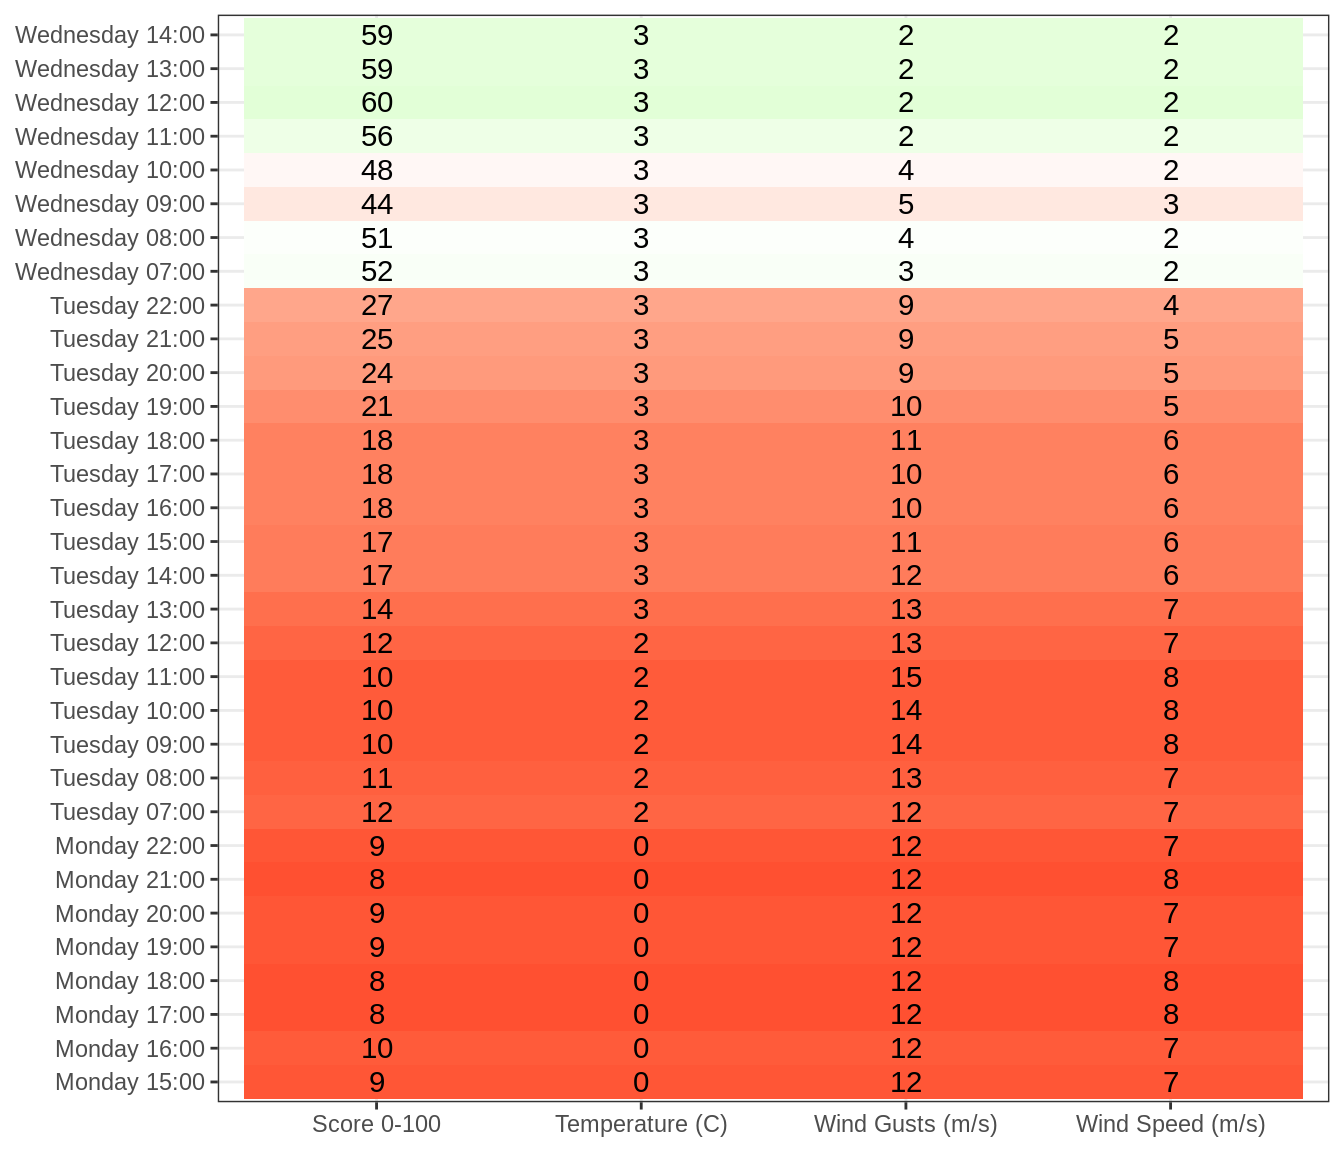 Wednesday 14:00 59 3 2 2
Wednesday 13:00 59 3 2 2
Wednesday 12:00 60 3 2 2
Wednesday 11:00 56 3 2 2
Wednesday 10:00 48 3 4 2
Wednesday 09:00 44 3 5 3
Wednesday 08:00 51 3 4 2
Wednesday 07:00 52 3 3 2
Tuesday 22:00 27 3 9 4
Tuesday 21:00 25 3 9 5
Tuesday 20:00 24 3 9 5
Tuesday 19:00 21 3 10 5
Tuesday 18:00 18 3 11 6
Tuesday 17:00 18 3 10 6
Tuesday 16:00 18 3 10 6
Tuesday 15:00 17 3 11 6
Tuesday 14:00 17 3 12 6
Tuesday 13:00 14 3 13 7
Tuesday 12:00 12 2 13 7
Tuesday 11:00 10 2 15 8
Tuesday 10:00 10 2 14 8
Tuesday 09:00 10 2 14 8
Tuesday 08:00 11 2 13 7
Tuesday 07:00 12 2 12 7
Monday 22:00 9 0 12 7
Monday 21:00 8 0 12 8
Monday 20:00 9 0 12 7
Monday 19:00 9 0 12 7
Monday 18:00 8 0 12 8
Monday 17:00 8 0 12 8
Monday 16:00 10 0 12 7
Monday 15:00 9 0 12 7
Score 0-100 Temperature (C) Wind Gusts (m/s) Wind Speed (m/s)